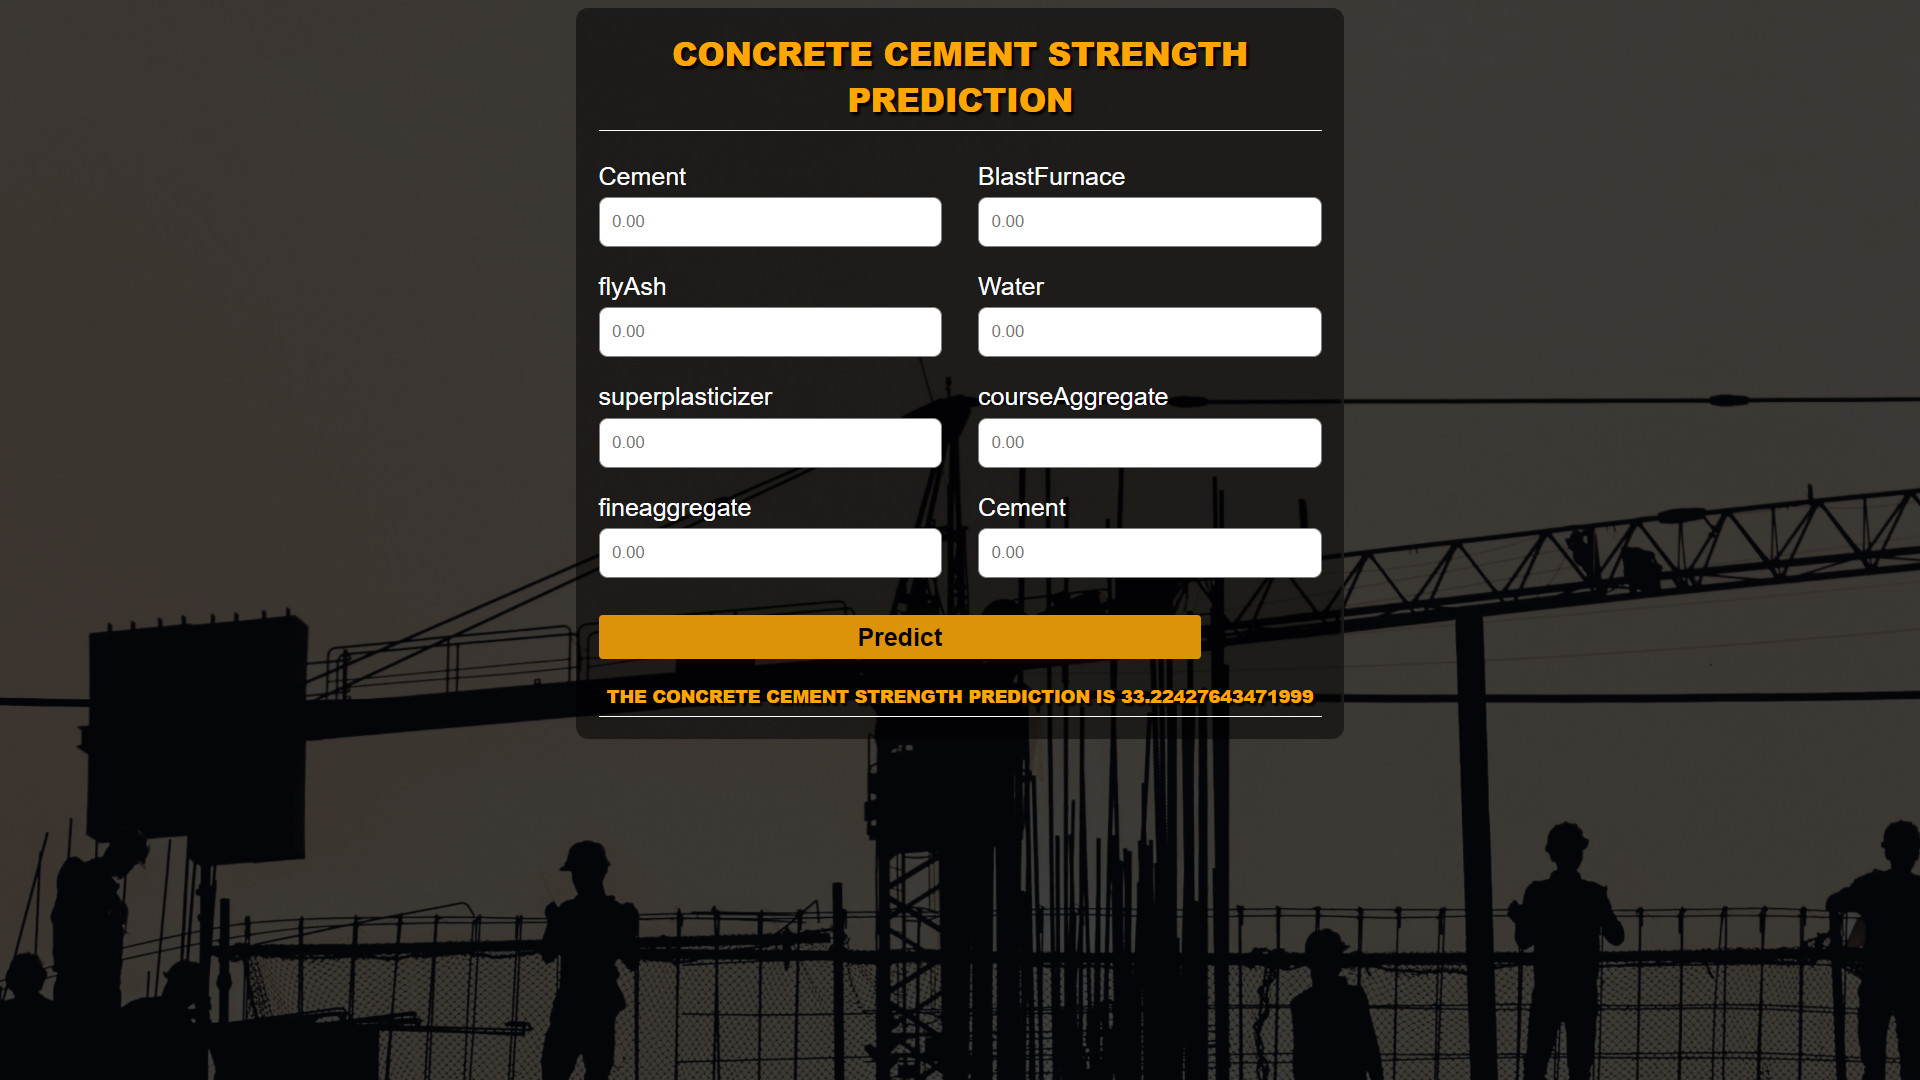 CONCRETE CEMENT STRENGTH
PREDICTION
Cement
BlastFurnace
0.00
0.00
flyAsh
Water
0.00
0.00
superplasticizer
courseAggregate
0.00
0.00
fineaggregate
Cement
0.00
0.00
Predict
THE CONCRETE CEMENT STRENGTH PREDICTION IS 33.22427643471999